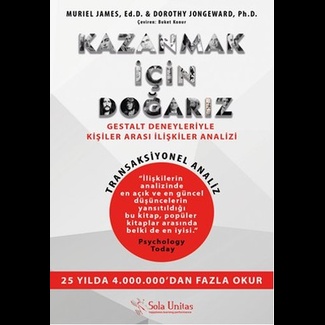 MURIEL JAMES, Ed.D. & DOROTHY JONGEWARD, Ph.D.
Çeviren: Buket Konur
KAZANMAK
İÇİN
DOĞARIZ
GESTALT DENEYLERİYLE
KİŞİLER ARASI İLİŞKİLER ANALİZİ
TRANSAKSİYONEL ANALİZ
"İlişkilerin
analizinde
en açık ve en güncel
düşüncelerin
yansıtıldığı
bu kitap, popüler
kitaplar arasında
belki de en iyisi."
Psychology
Today
25 YILDA 4.000.000'DAN FAZLA OKUR
Sola Unitas